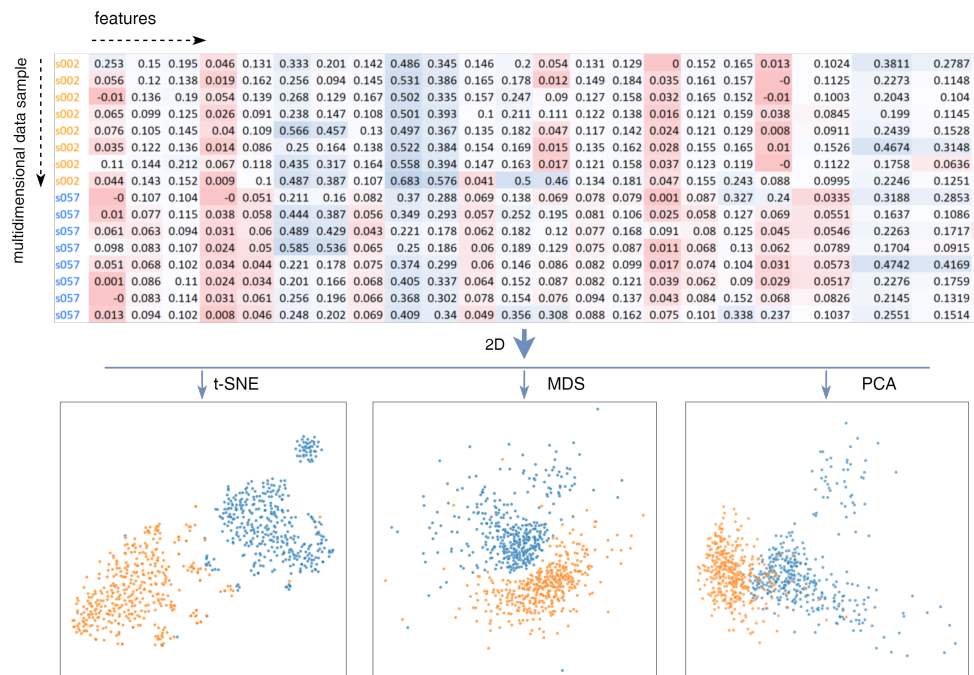 features
multidimensional data sample
s002 0.253 0.15 0.195 0.046 0.131 0.333 0.201 0.142 0.486 0.345 0.146 0.2 0.054 0.131 0.129 0 0.152 0.165 0.013 0.1024 0.3811 0.2787
s002 0.056 0.12 0.138 0.019 0.162 0.256 0.094 0.145 0.531 0.386 0.165 0.178 0.012 0.149 0.184 0.035 0.161 0.157 -0 0.1125 0.2273 0.1148
s002 -0.01 0.136 0.19 0.054 0.139 0.268 0.129 0.167 0.502 0.335 0.157 0.247 0.09 0.127 0.158 0.032 0.165 0.152 -0.01 0.1003 0.2043 0.104
s002 0.065 0.099 0.125 0.026 0.091 0.238 0.147 0.108 0.501 0.393 0.1 0.211 0.111 0.122 0.138 0.016 0.121 0.159 0.038 0.0845 0.199 0.1145
s002 0.076 0.105 0.145 0.04 0.109 0.566 0.457 0.13 0.497 0.367 0.135 0.182 0.047 0.117 0.142 0.024 0.121 0.129 0.008 0.0911 0.2439 0.1528
s002 0.035 0.122 0.136 0.014 0.086 0.25 0.164 0.138 0.522 0.384 0.154 0.169 0.015 0.135 0.162 0.028 0.155 0.165 0.01 0.1526 0.4674 0.3148
s002 0.11 0.144 0.212 0.067 0.118 0.435 0.317 0.164 0.558 0.394 0.147 0.163 0.017 0.121 0.158 0.037 0.123 0.119 -0 0.1122 0.1758 0.0636
s002 0.044 0.143 0.152 0.009 0.1 0.487 0.387 0.107 0.683 0.576 0.041 0.5 0.46 0.134 0.181 0.047 0.155 0.243 0.088 0.0995 0.2246 0.1251
s057 -0 0.107 0.104 -0 0.051 0.211 0.16 0.082 0.37 0.288 0.069 0.138 0.069 0.078 0.079 0.001 0.087 0.327 0.24 0.0335 0.3188 0.2853
s057 0.01 0.077 0.115 0.038 0.058 0.444 0.387 0.056 0.349 0.293 0.057 0.252 0.195 0.081 0.106 0.025 0.058 0.127 0.069 0.0551 0.1637 0.1086
s057 0.061 0.063 0.094 0.031 0.06 0.489 0.429 0.043 0.221 0.178 0.062 0.182 0.12 0.077 0.168 0.091 0.08 0.125 0.045 0.0546 0.2263 0.1717
s057 0.098 0.083 0.107 0.024 0.05 0.585 0.536 0.065 0.25 0.186 0.06 0.189 0.129 0.075 0.087 0.011 0.068 0.13 0.062 0.0789 0.1704 0.0915
s057 0.051 0.068 0.102 0.034 0.044 0.221 0.178 0.075 0.374 0.299 0.06 0.146 0.086 0.082 0.099 0.017 0.074 0.104 0.031 0.0573 0.4742 0.4169
s057 0.001 0.086 0.11 0.024 0.034 0.201 0.166 0.068 0.405 0.337 0.064 0.152 0.087 0.082 0.121 0.039 0.062 0.09 0.029 0.0517 0.2276 0.1759
s057 -0 0.083 0.114 0.031 0.061 0.256 0.196 0.066 0.368 0.302 0.078 0.154 0.076 0.094 0.137 0.043 0.084 0.152 0.068 0.0826 0.2145 0.1319
s057 0.013 0.094 0.102 0.008 0.046 0.248 0.202 0.069 0.409 0.34 0.049 0.356 0.308 0.088 0.162 0.075 0.101 0.338 0.237 0.1037 0.2551 0.1514
2D
t-SNE MDS PCA